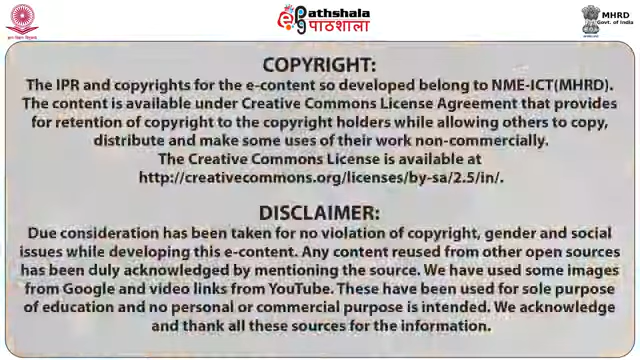 ePathshala
पाठशाला
MHRD
Govt. of India
COPYRIGHT:
The IPR and copyrights for the e-content so developed belong to NME-ICT(MHRD).
The content is available under Creative Commons License Agreement that provides
for retention of copyright to the copyright holders while allowing others to copy,
distribute and make some uses of their work non-commercially.
The Creative Commons License is available at
http://creativecommons.org/licenses/by-sa/2.5/in/.
DISCLAIMER:
Due consideration has been taken for no violation of copyright, gender and social
issues while developing this e-content. Any content reused from other open sources
has been duly acknowledged by mentioning the source. We have used some images
from Google and video links from YouTube. These have been used for sole purpose
of education and no personal or commercial purpose is intended. We acknowledge
and thank all these sources for the information.